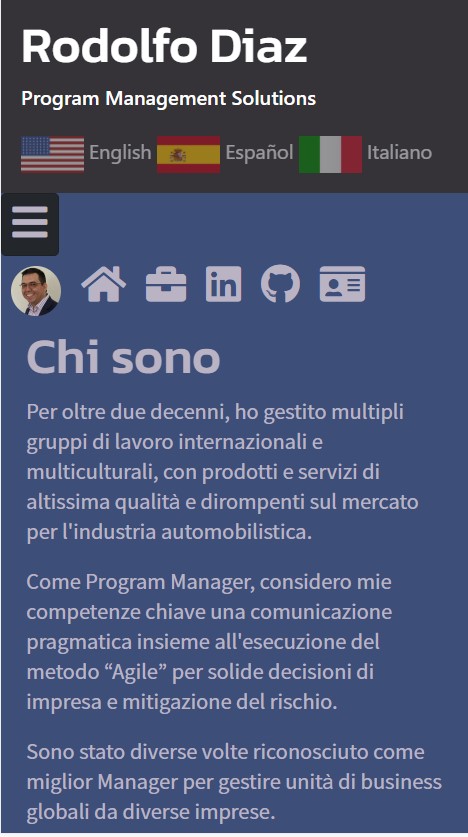 Rodolfo Diaz
Program Management Solutions
English Español Italiano
Chi sono
Per oltre due decenni, ho gestito multipli
gruppi di lavoro internazionali e
multiculturali, con prodotti e servizi di
altissima qualità e dirompenti sul mercato
per l'industria automobilistica.
Come Program Manager, considero mie
competenze chiave una comunicazione
pragmatica insieme all'esecuzione del
metodo “Agile” per solide decisioni di
impresa e mitigazione del rischio.
Sono stato diverse volte riconosciuto come
miglior Manager per gestire unità di business
globali da diverse imprese.